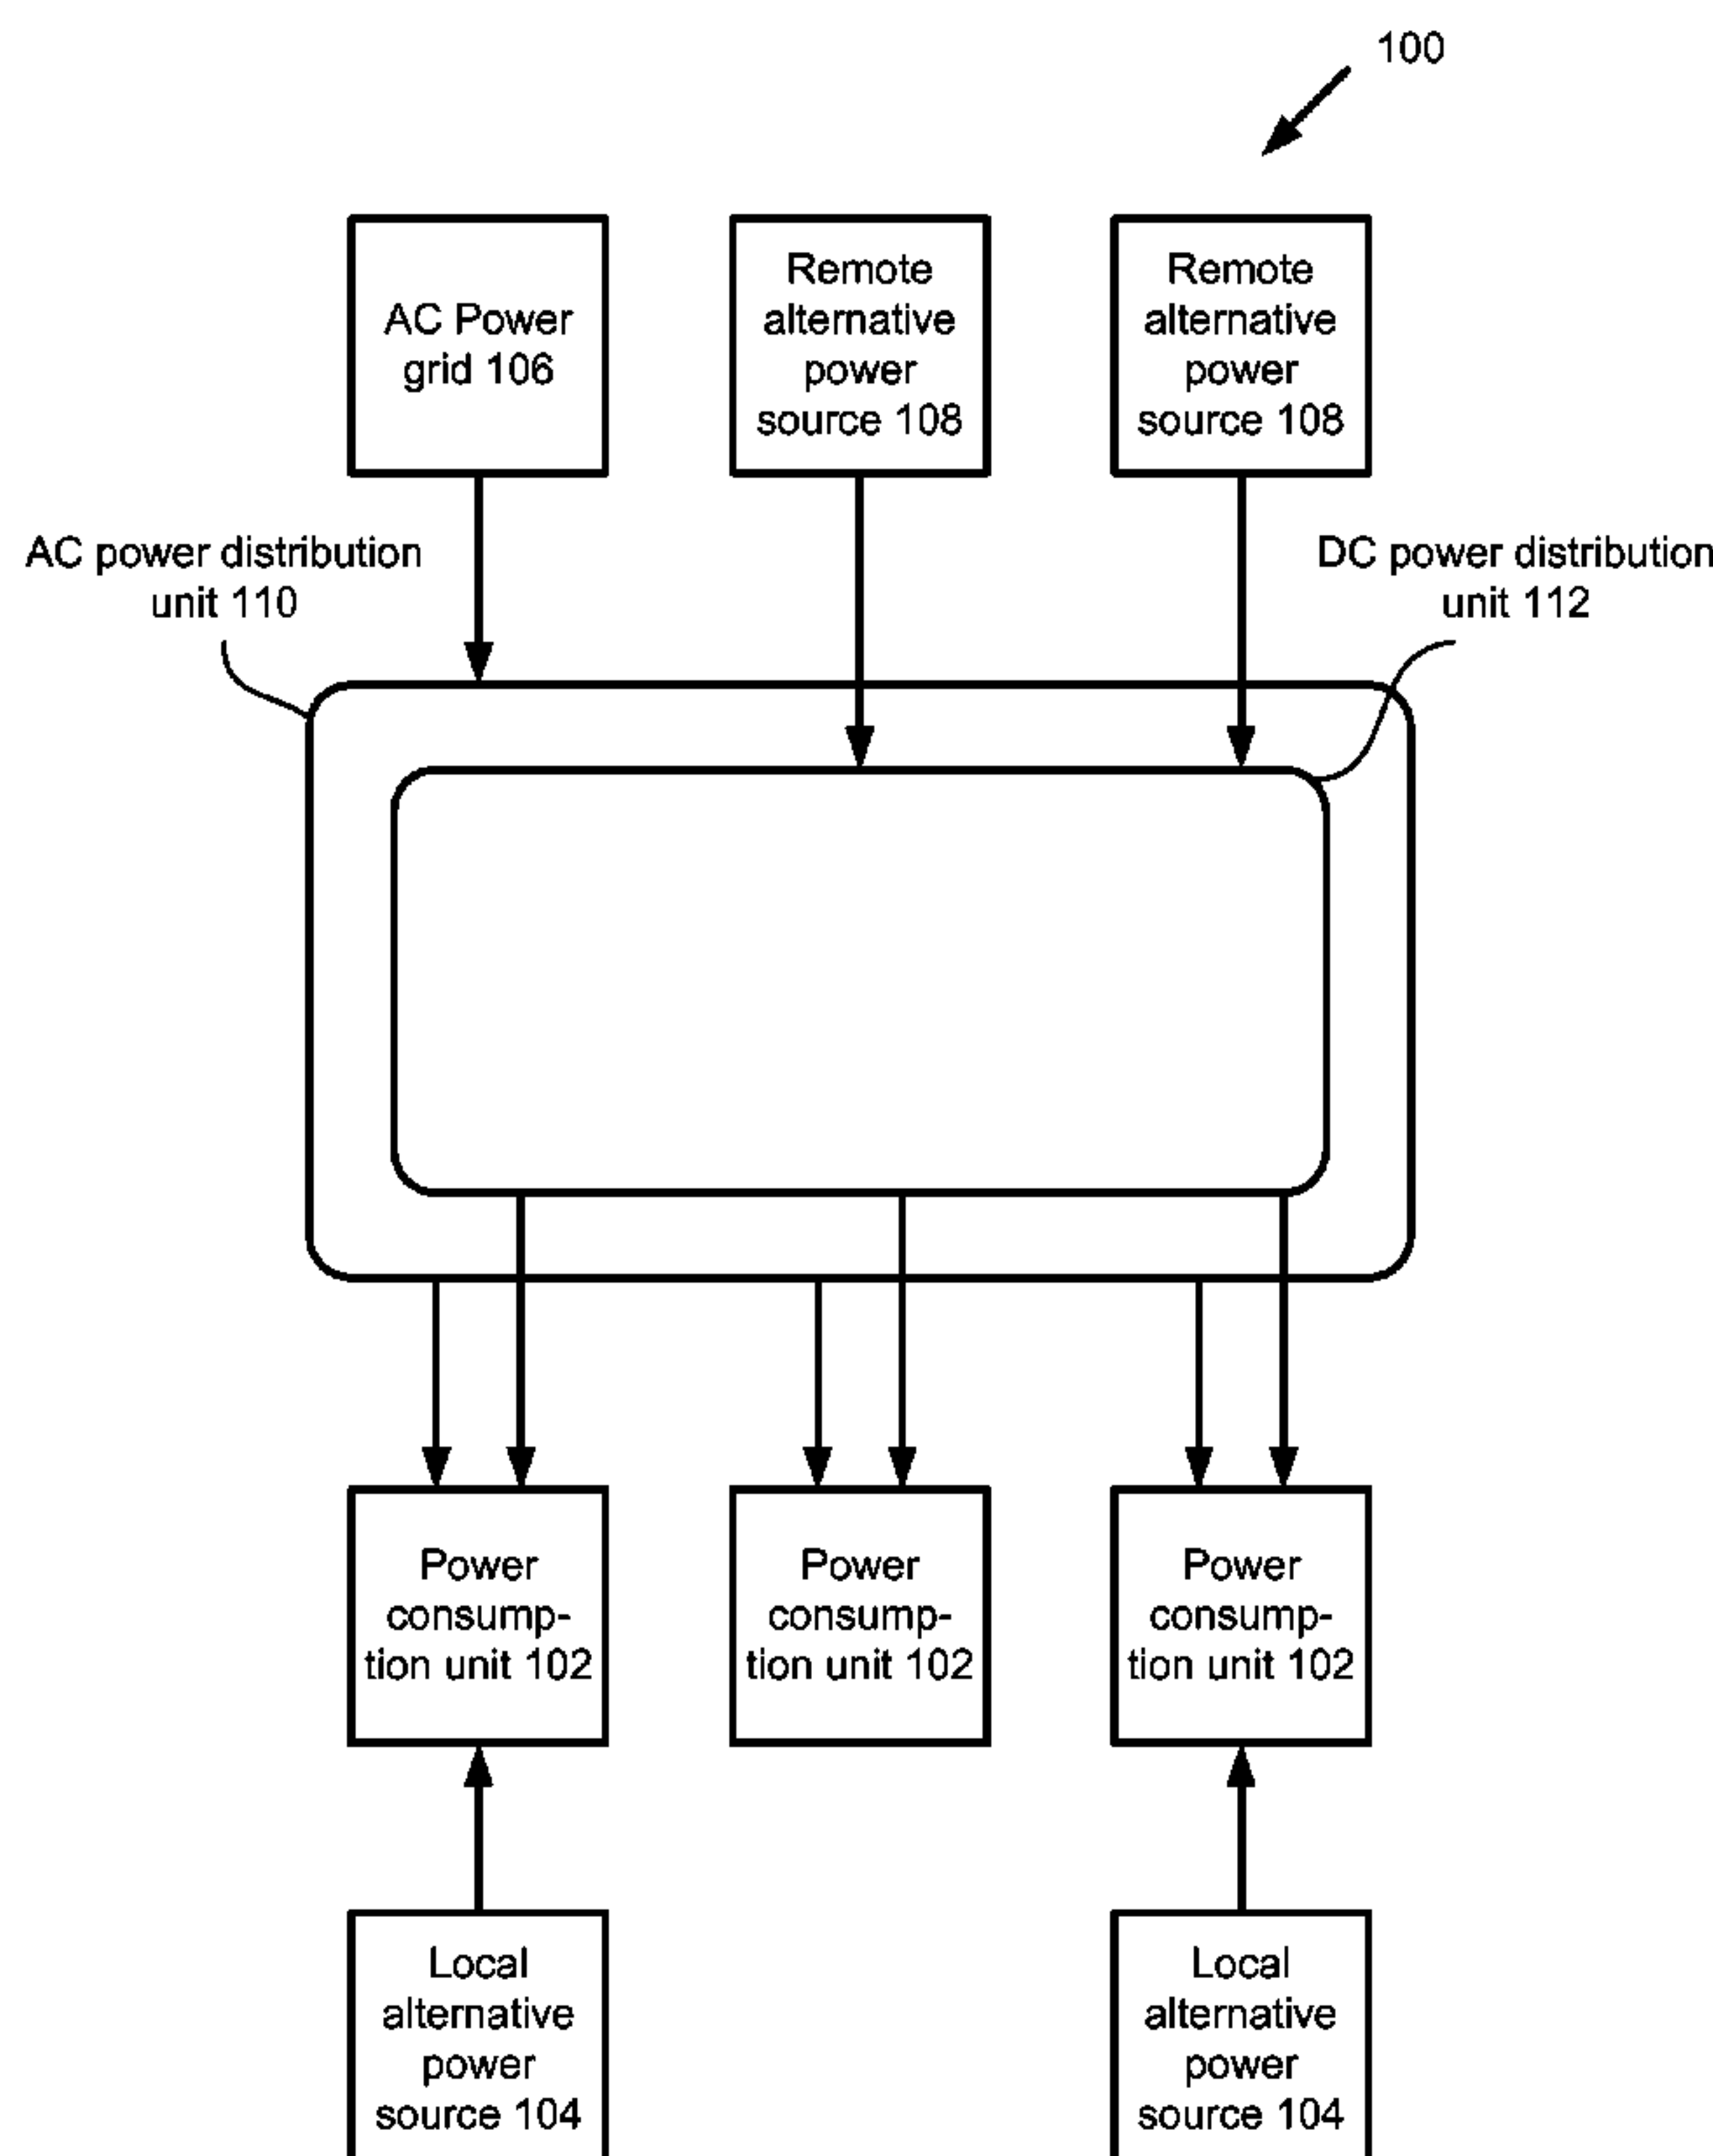 100
AC Power
grid 106
Remote
alternative
power
source 108
Remote
alternative
power
source 108
AC power distribution
unit 110
DC power distribution
unit 112
Power
consump-
tion unit 102
Power
consump-
tion unit 102
Power
consump-
tion unit 102
Local
alternative
power
source 104
Local
alternative
power
source 104